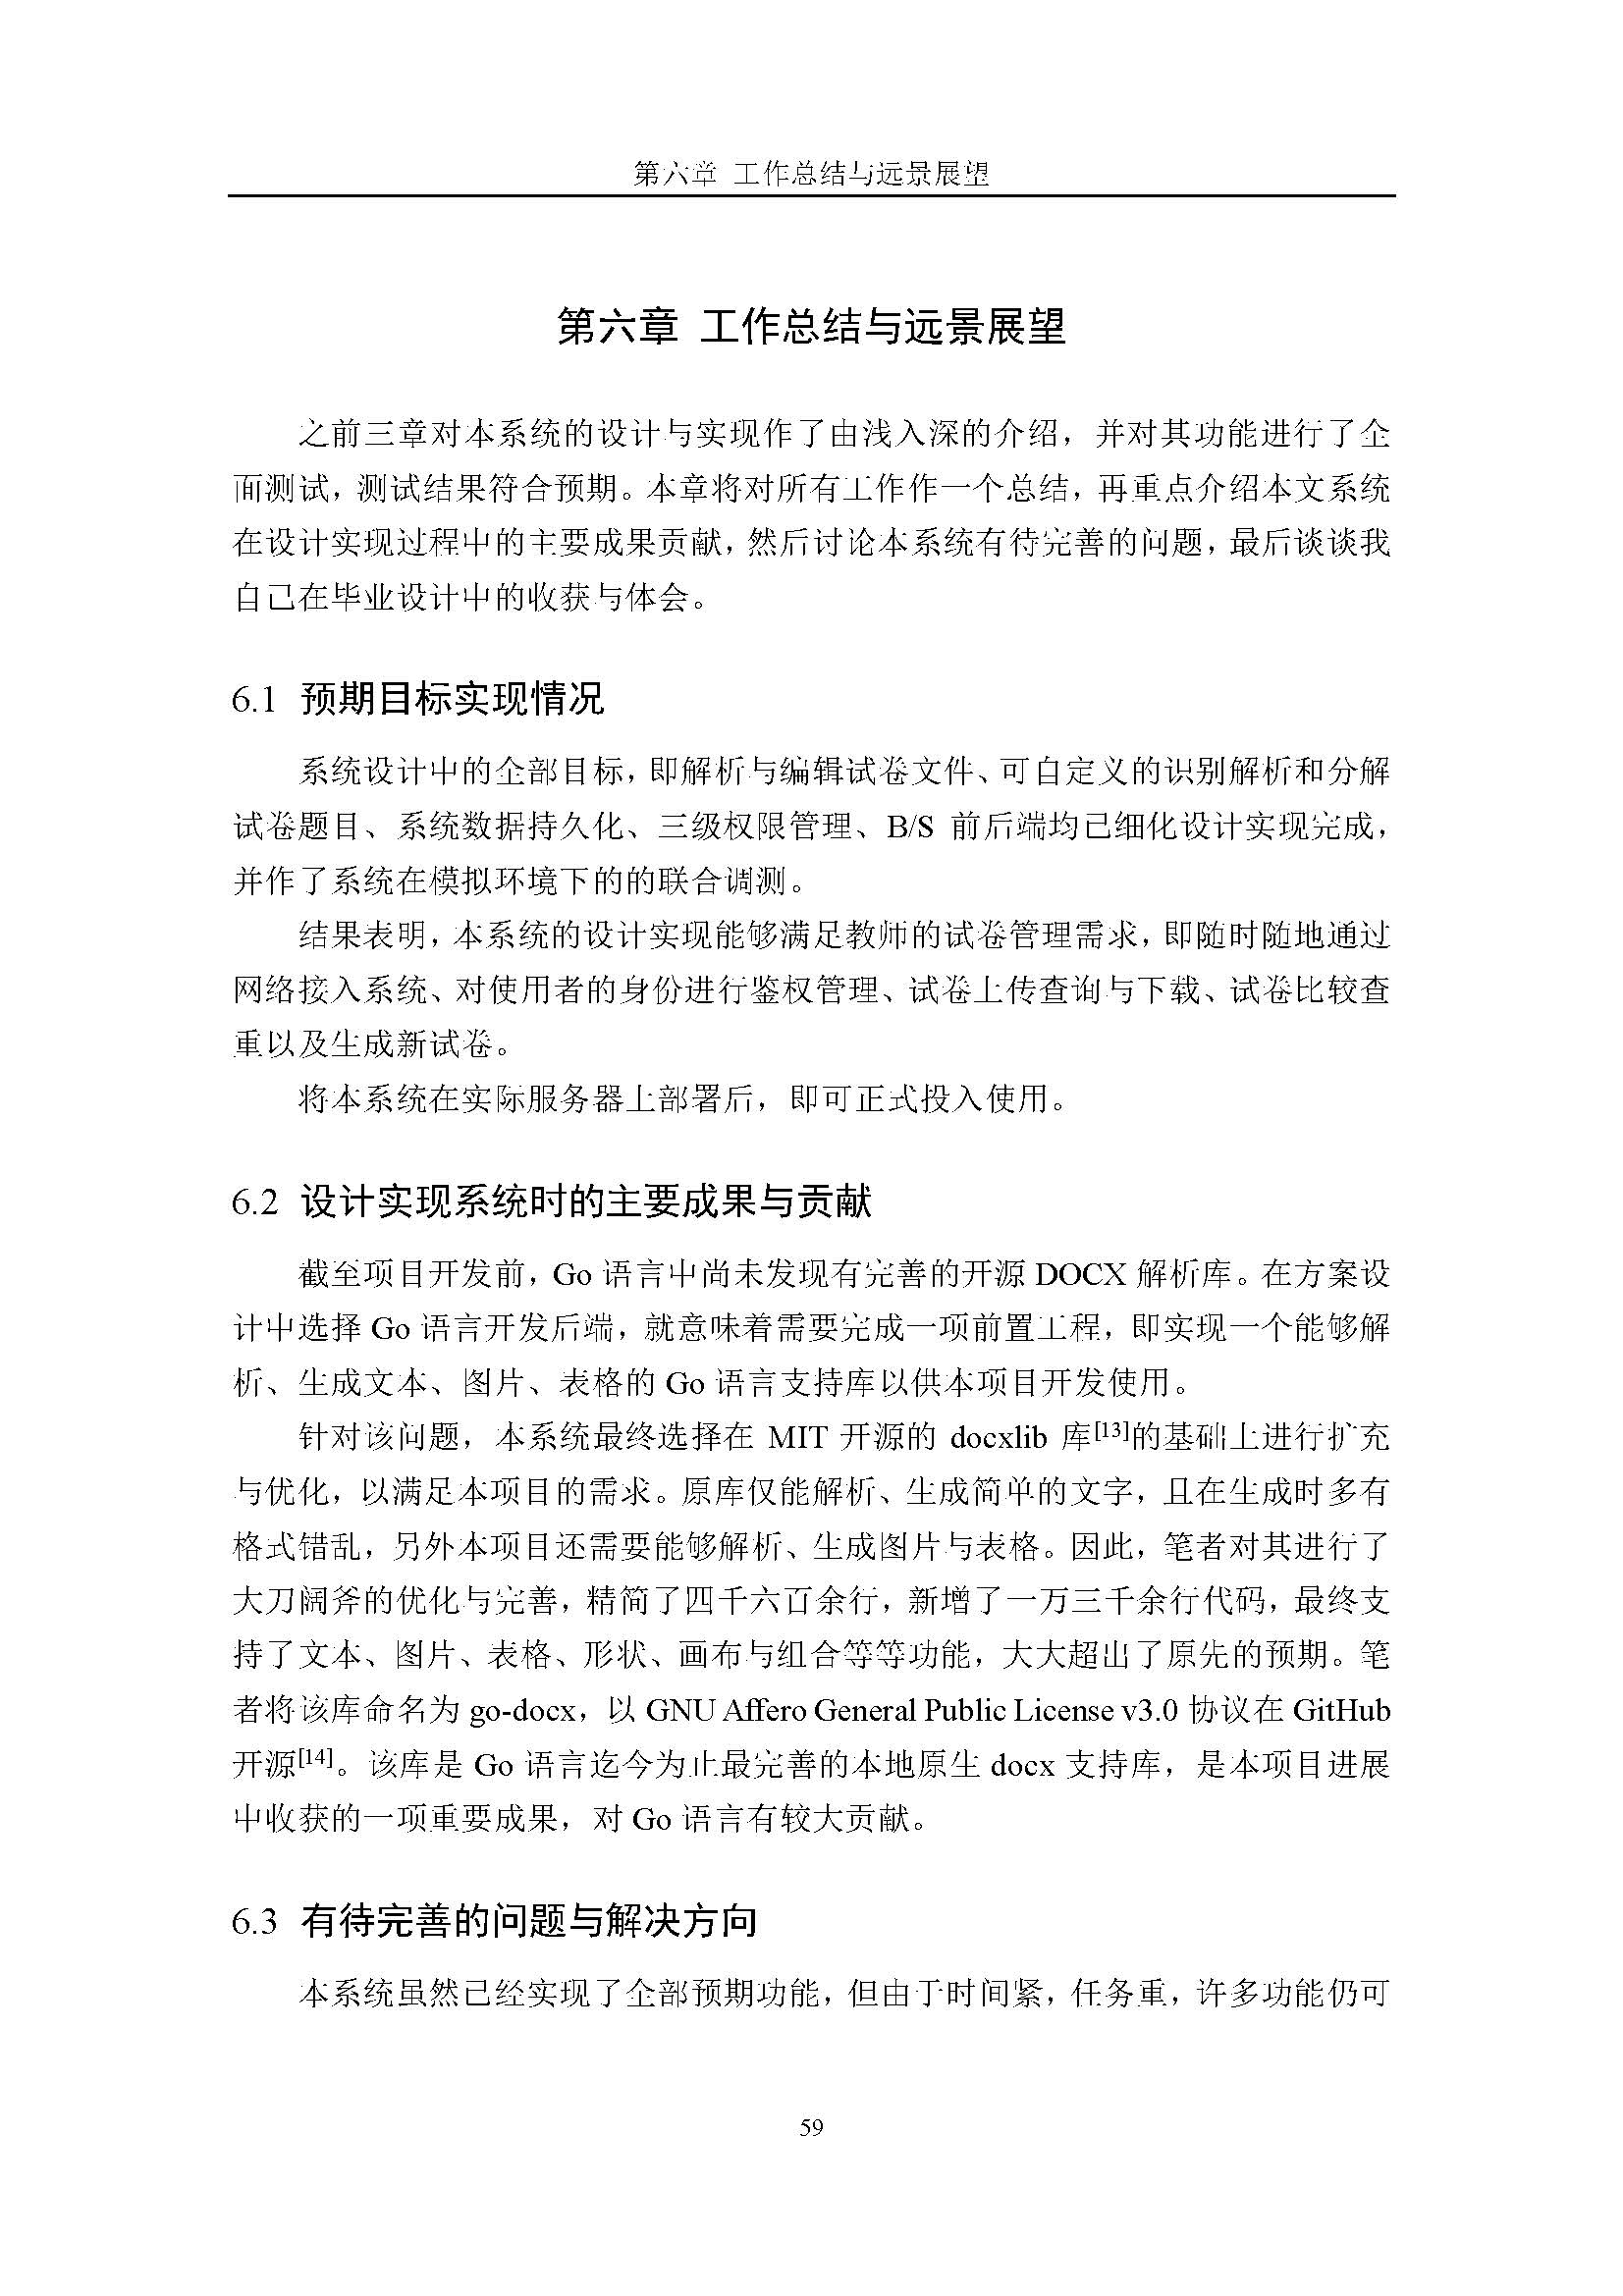 第六章 工作总结与远景展望
第六章 工作总结与远景展望
之前三章对本系统的设计与实现作了由浅入深的介绍，并对其功能进行了全
面测试，测试结果符合预期。本章将对所有工作作一个总结，再重点介绍本文系统
在设计实现过程中的主要成果贡献，然后讨论本系统有待完善的问题，最后谈谈我
自己在毕业设计中的收获与体会。
6.1 预期目标实现情况
系统设计中的全部目标，即解析与编辑试卷文件、可自定义的识别解析和分解
试卷题目、系统数据持久化、三级权限管理、B/S 前后端均已细化设计实现完成，
并作了系统在模拟环境下的的联合调测。
结果表明，本系统的设计实现能够满足教师的试卷管理需求，即随时随地通过
网络接入系统、对使用者的身份进行鉴权管理、试卷上传查询与下载、试卷比较查
重以及生成新试卷。
将本系统在实际服务器上部署后，即可正式投入使用。
6.2 设计实现系统时的主要成果与贡献
截至项目开发前，Go 语言中尚未发现有完善的开源 DOCX 解析库。在方案设
计中选择 Go 语言开发后端，就意味着需要完成一项前置工程，即实现一个能够解
析、生成文本、图片、表格的 Go 语言支持库以供本项目开发使用。
针对该问题，本系统最终选择在 MIT 开源的 docxlib 库[13]的基础上进行扩充
与优化，以满足本项目的需求。原库仅能解析、生成简单的文字，且在生成时多有
格式错乱，另外本项目还需要能够解析、生成图片与表格。因此，笔者对其进行了
大刀阔斧的优化与完善，精简了四千六百余行，新增了一万三千余行代码，最终支
持了文本、图片、表格、形状、画布与组合等等功能，大大超出了原先的预期。笔
者将该库命名为 go-docx，以 GNU Affero General Public License v3.0 协议在 GitHub
开源[14]。该库是 Go 语言迄今为止最完善的本地原生 docx 支持库，是本项目进展
中收获的一项重要成果，对 Go 语言有较大贡献。
6.3 有待完善的问题与解决方向
本系统虽然已经实现了全部预期功能，但由于时间紧，任务重，许多功能仍可
59